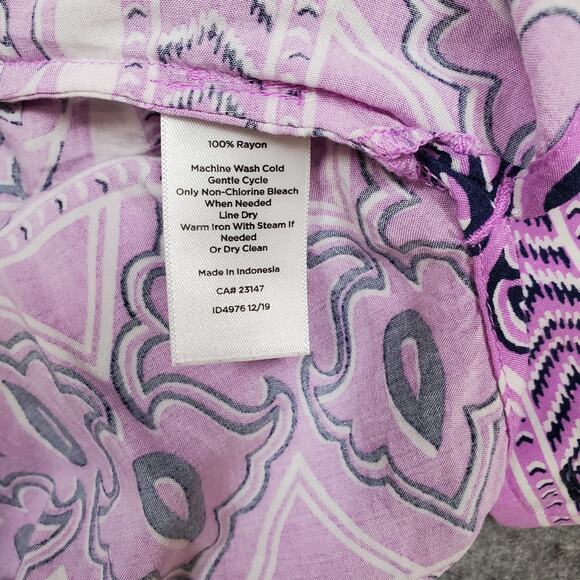 100% Rayon
Machine Wash Cold
Gentle Cycle
Only Non-Chlorine Bleach
When Needed
Line Dry
Warm Iron With Steam If
Needed
Or Dry Clean
Made in Indonesia
CA# 23147
ID4976 12/19